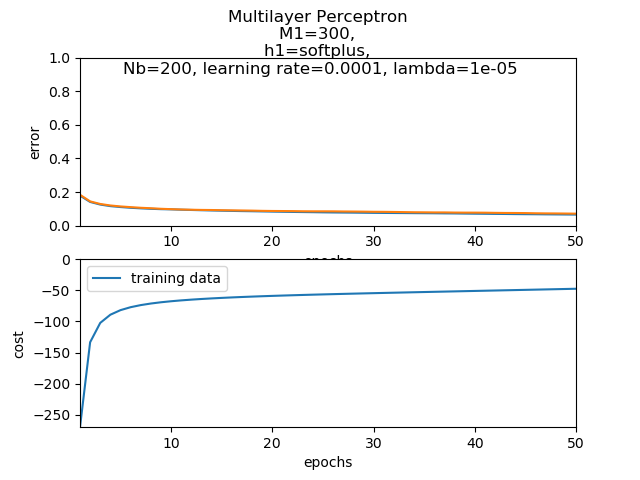 Multilayer Perceptron
M1=300,
h1=softplus,
Nb=200, learning rate=0.0001, lambda=1e-05
1.0
0.8
0.6
0.4
0.2
0.0
error
10 20 30 40 50
epochs
0
−50
−100
−150
−200
−250
cost
training data
10 20 30 40 50
epochs